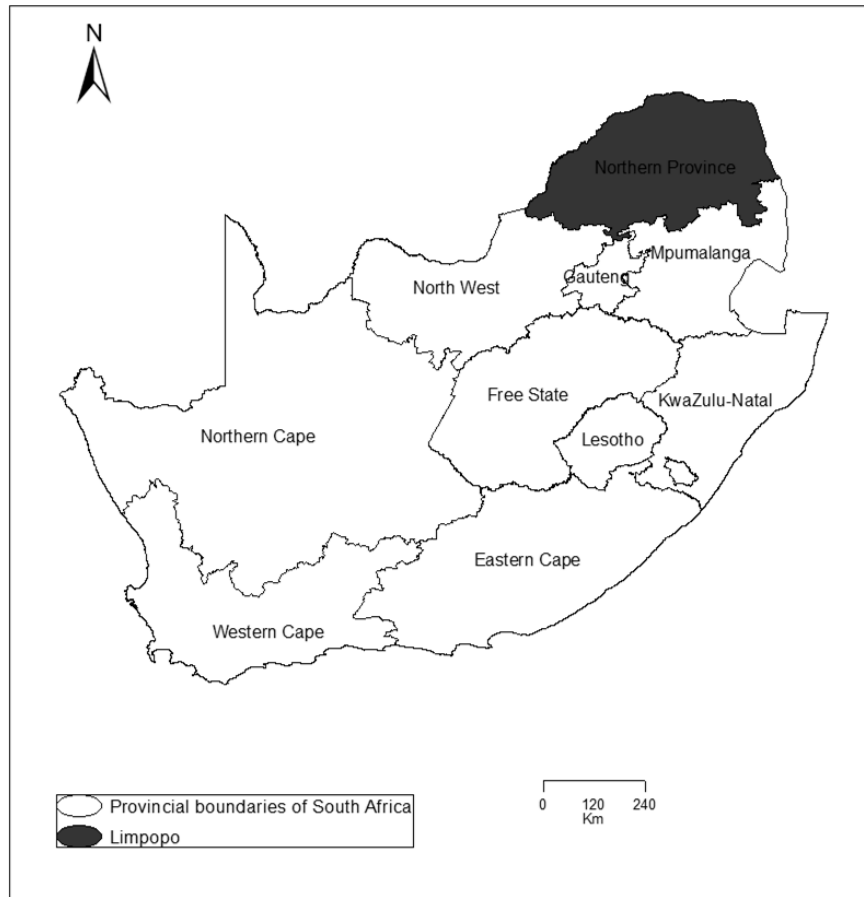 N
Northern Province
Mpumalanga
Gauteng
North West
Free State
KwaZulu-Natal
Northern Cape
Lesotho
Eastern Cape
Western Cape
Provincial boundaries of South Africa
Limpopo
0 120 240
Km